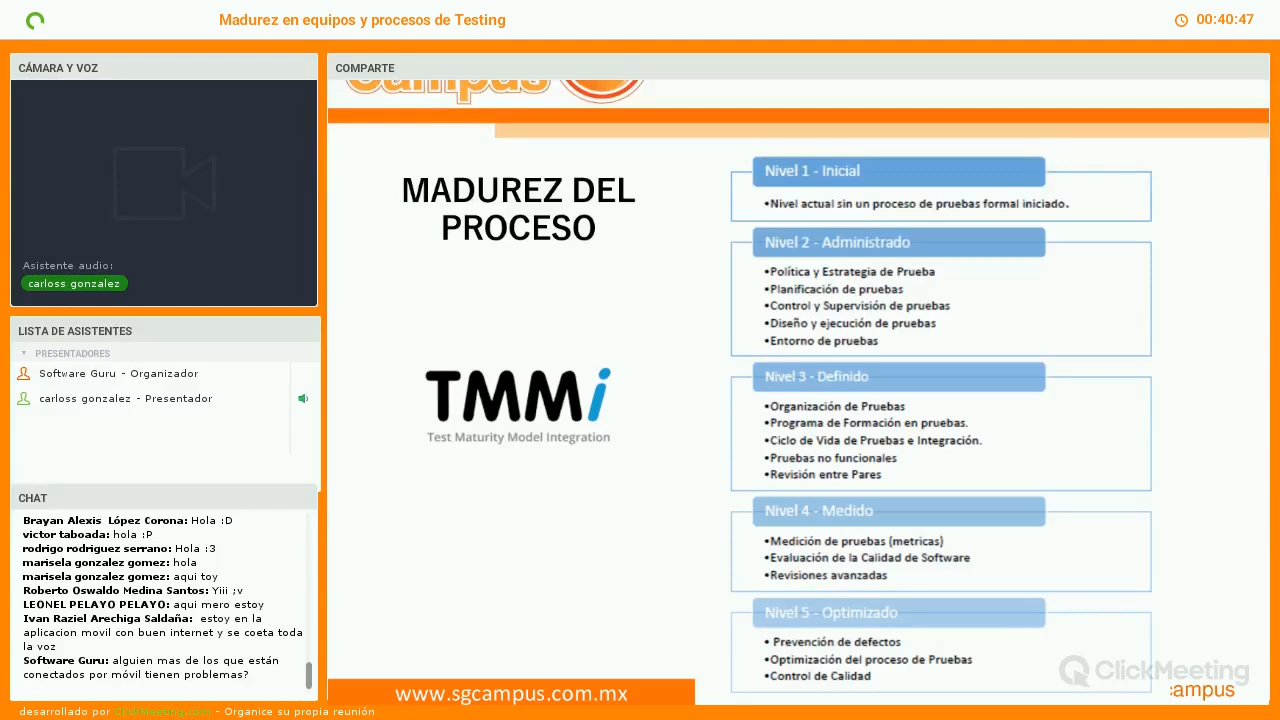 Madurez en equipos y procesos de Testing
00:40:47
CÁMARA Y VOZ
Asistente audio:
carloss gonzalez
LISTA DE ASISTENTES
PRESENTADORES
Software Guru - Organizador
carloss gonzalez - Presentador
CHAT
Brayan Alexis López Corona: Hola :D
victor taboada: hola :P
rodrigo rodriguez serrano: Hola :3
marisela gonzalez gomez: hola
marisela gonzalez gomez: aqui toy
Roberto Oswaldo Medina Santos: Yiii ;v
LEONEL PELAYO PELAYO: aqui mero estoy
Ivan Raziel Arechiga Saldaña: estoy en la
aplicacion movil con buen internet y se coeta toda
la voz
Software Guru: alguien mas de los que están
conectados por móvil tienen problemas?
desarrollado por ClickMeeting.com - Organice su propia reunión
COMPARTE
Campus
MADUREZ DEL
PROCESO
TMMi
Test Maturity Model Integration
www.sgcampus.com.mx
Nivel 1 - Inicial
•Nivel actual sin un proceso de pruebas formal iniciado.
Nivel 2 - Administrado
•Política y Estrategia de Prueba
•Planificación de pruebas
•Control y Supervisión de pruebas
•Diseño y ejecución de pruebas
•Entorno de pruebas
Nivel 3 - Definido
•Organización de Pruebas
•Programa de Formación en pruebas.
•Ciclo de Vida de Pruebas e Integración.
•Pruebas no funcionales
•Revisión entre Pares
Nivel 4 - Medido
•Medición de pruebas (metricas)
•Evaluación de la Calidad de Software
•Revisiones avanzadas
Nivel 5 - Optimizado
• Prevención de defectos
•Optimización del proceso de Pruebas
•Control de Calidad
ClickMeeting
campus